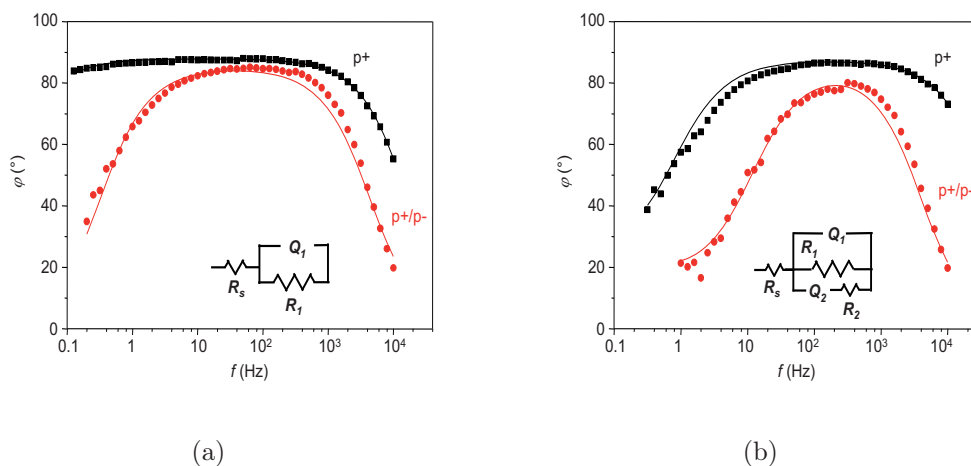 100
80
60
40
20
0
φ (°)
0.1 1 10 10² 10³ 10⁴
f (Hz)
p+
p+/p-
Rs
Q1
R1
(a)
100
80
60
40
20
0
φ (°)
0.1 1 10 10² 10³ 10⁴
f (Hz)
p+
p+/p-
Q1
R1
Rs
Q2
R2
(b)